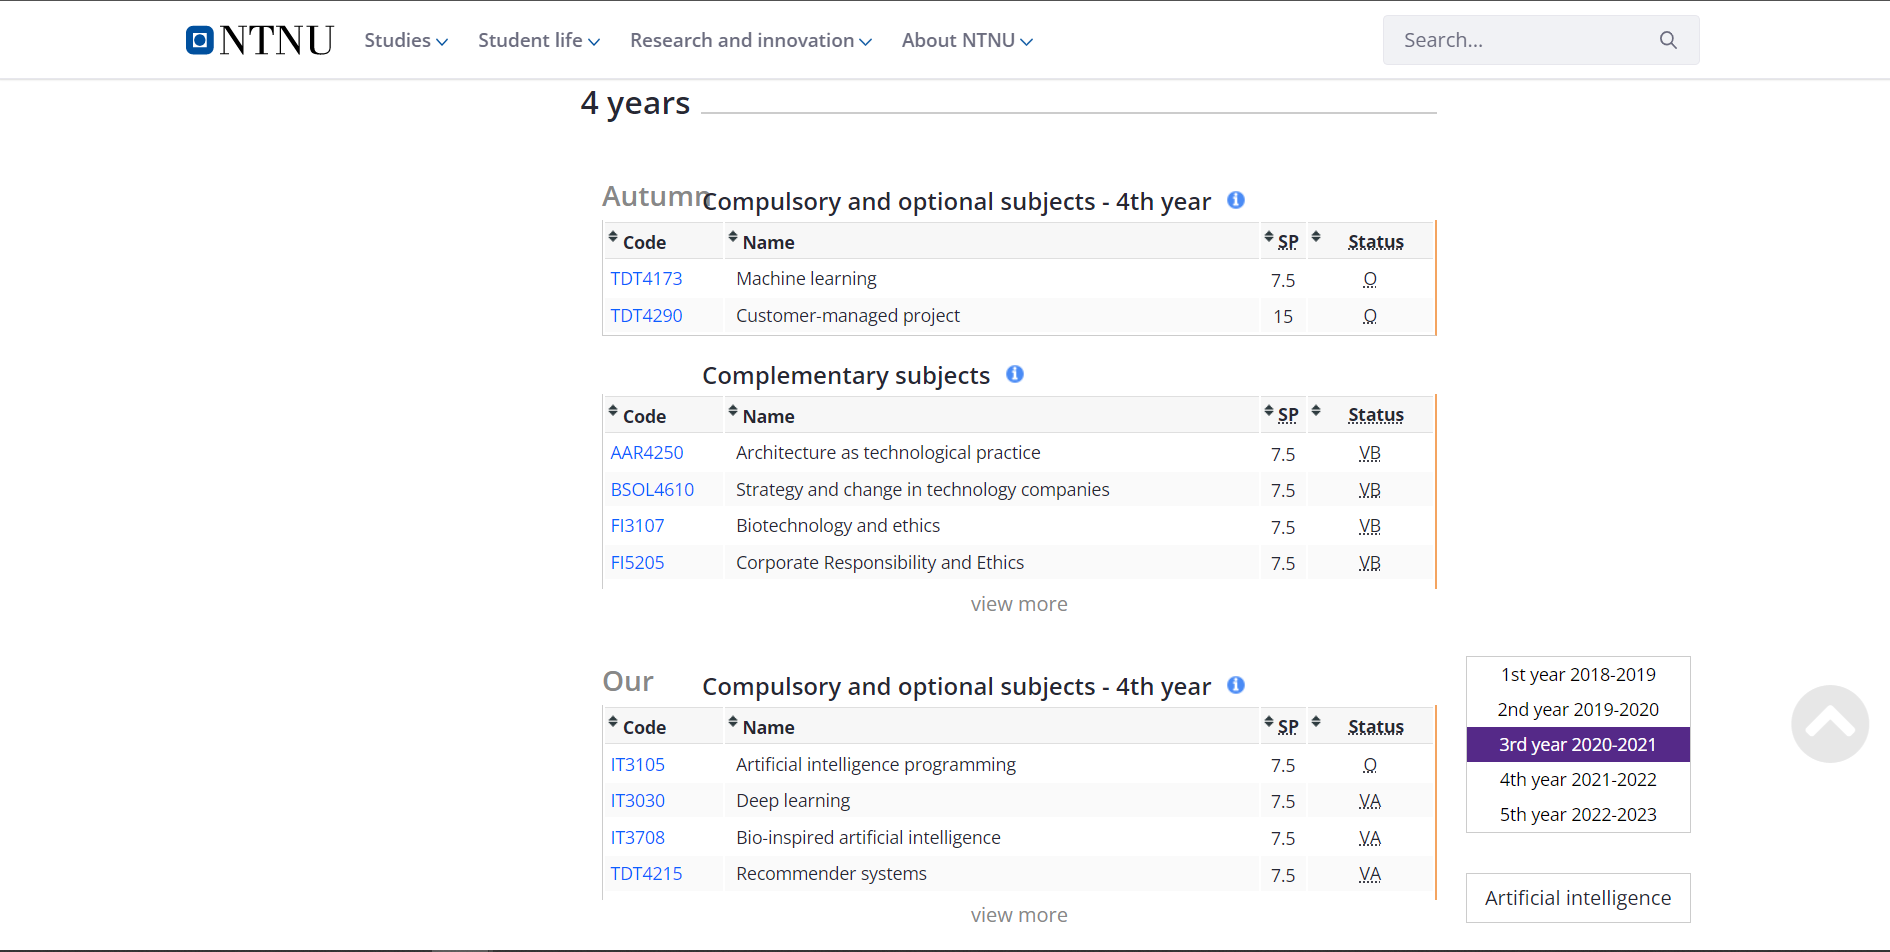 NTNU Studies Student life Research and innovation About NTNU Search...
4 years
Autumn Compulsory and optional subjects - 4th year
Code Name SP Status
TDT4173 Machine learning 7.5 O
TDT4290 Customer-managed project 15 O
Complementary subjects
Code Name SP Status
AAR4250 Architecture as technological practice 7.5 VB
BSOL4610 Strategy and change in technology companies 7.5 VB
FI3107 Biotechnology and ethics 7.5 VB
FI5205 Corporate Responsibility and Ethics 7.5 VB
view more
Our Compulsory and optional subjects - 4th year
Code Name SP Status
IT3105 Artificial intelligence programming 7.5 O
IT3030 Deep learning 7.5 VA
IT3708 Bio-inspired artificial intelligence 7.5 VA
TDT4215 Recommender systems 7.5 VA
view more
1st year 2018-2019
2nd year 2019-2020
3rd year 2020-2021
4th year 2021-2022
5th year 2022-2023
Artificial intelligence